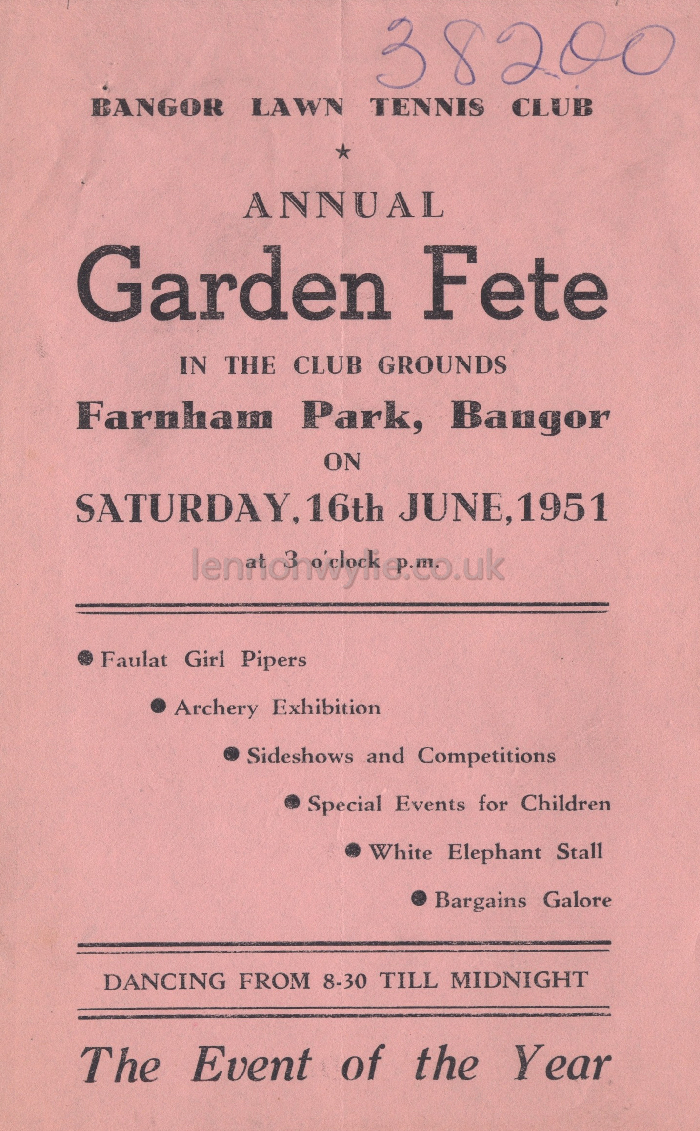 38200
BANGOR LAWN TENNIS CLUB
★
ANNUAL
Garden Fete
IN THE CLUB GROUNDS
Farnham Park, Bangor
ON
SATURDAY, 16th JUNE, 1951
at 3 o'clock p.m.
lennonwylie.co.uk
● Faulat Girl Pipers
● Archery Exhibition
● Sideshows and Competitions
● Special Events for Children
● White Elephant Stall
● Bargains Galore
DANCING FROM 8-30 TILL MIDNIGHT
The Event of the Year